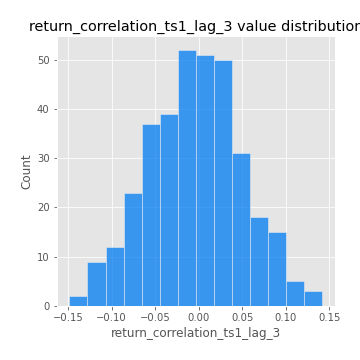 return_correlation_ts1_lag_3 value distribution
50
40
30
20
10
0
Count
−0.15 −0.10 −0.05 0.00 0.05 0.10 0.15
return_correlation_ts1_lag_3